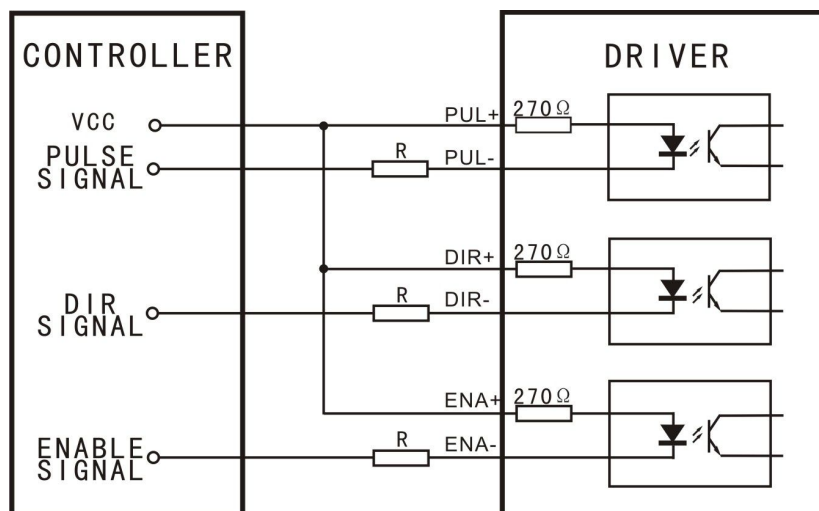 CONTROLLER
DRIVER
VCC
PUL+ 270Ω
PULSE
SIGNAL
R
PUL-
DIR+ 270Ω
DIR
SIGNAL
R
DIR-
ENA+ 270Ω
ENABLE
SIGNAL
R
ENA-